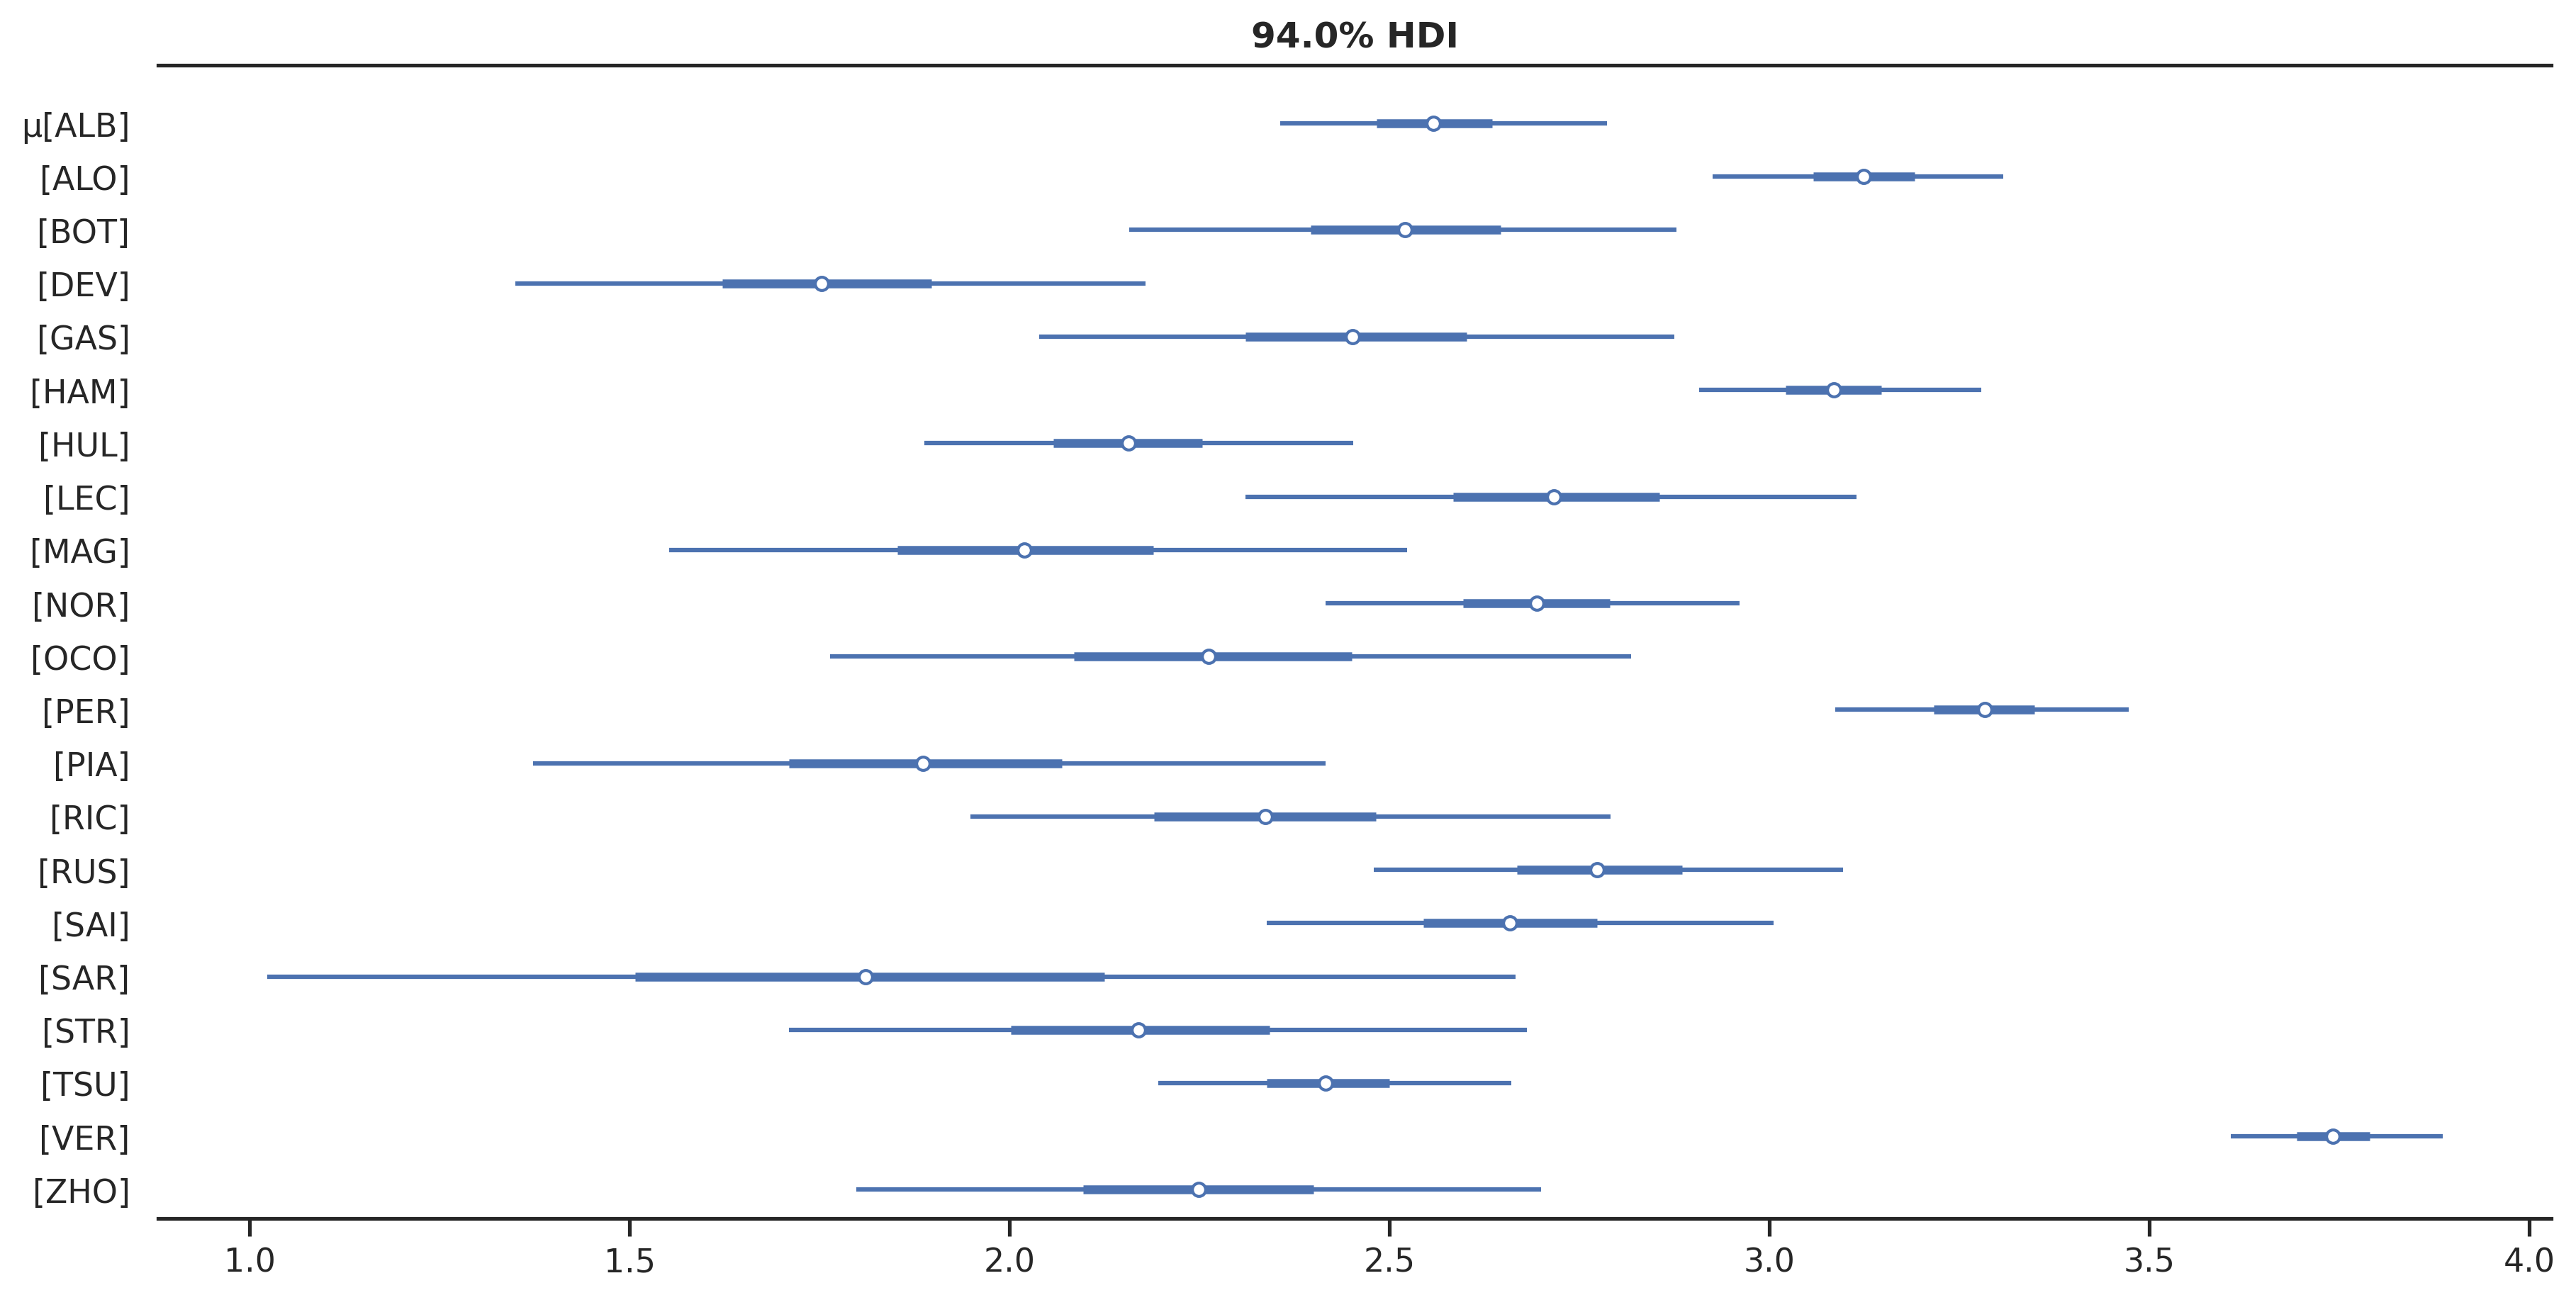 94.0% HDI
μ[ALB]
[ALO]
[BOT]
[DEV]
[GAS]
[HAM]
[HUL]
[LEC]
[MAG]
[NOR]
[OCO]
[PER]
[PIA]
[RIC]
[RUS]
[SAI]
[SAR]
[STR]
[TSU]
[VER]
[ZHO]
1.0 1.5 2.0 2.5 3.0 3.5 4.0